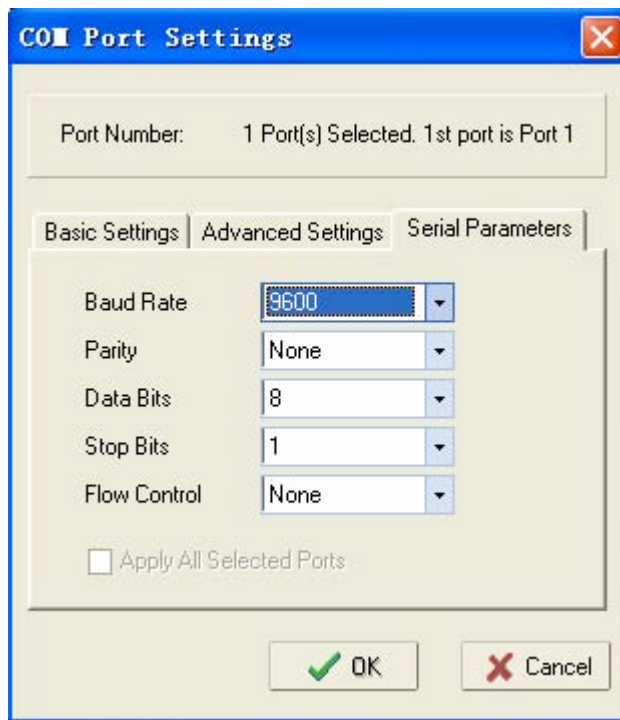 COM Port Settings
Port Number: 1 Port(s) Selected. 1st port is Port 1
Basic Settings Advanced Settings Serial Parameters
Baud Rate 9600
Parity None
Data Bits 8
Stop Bits 1
Flow Control None
Apply All Selected Ports
OK Cancel